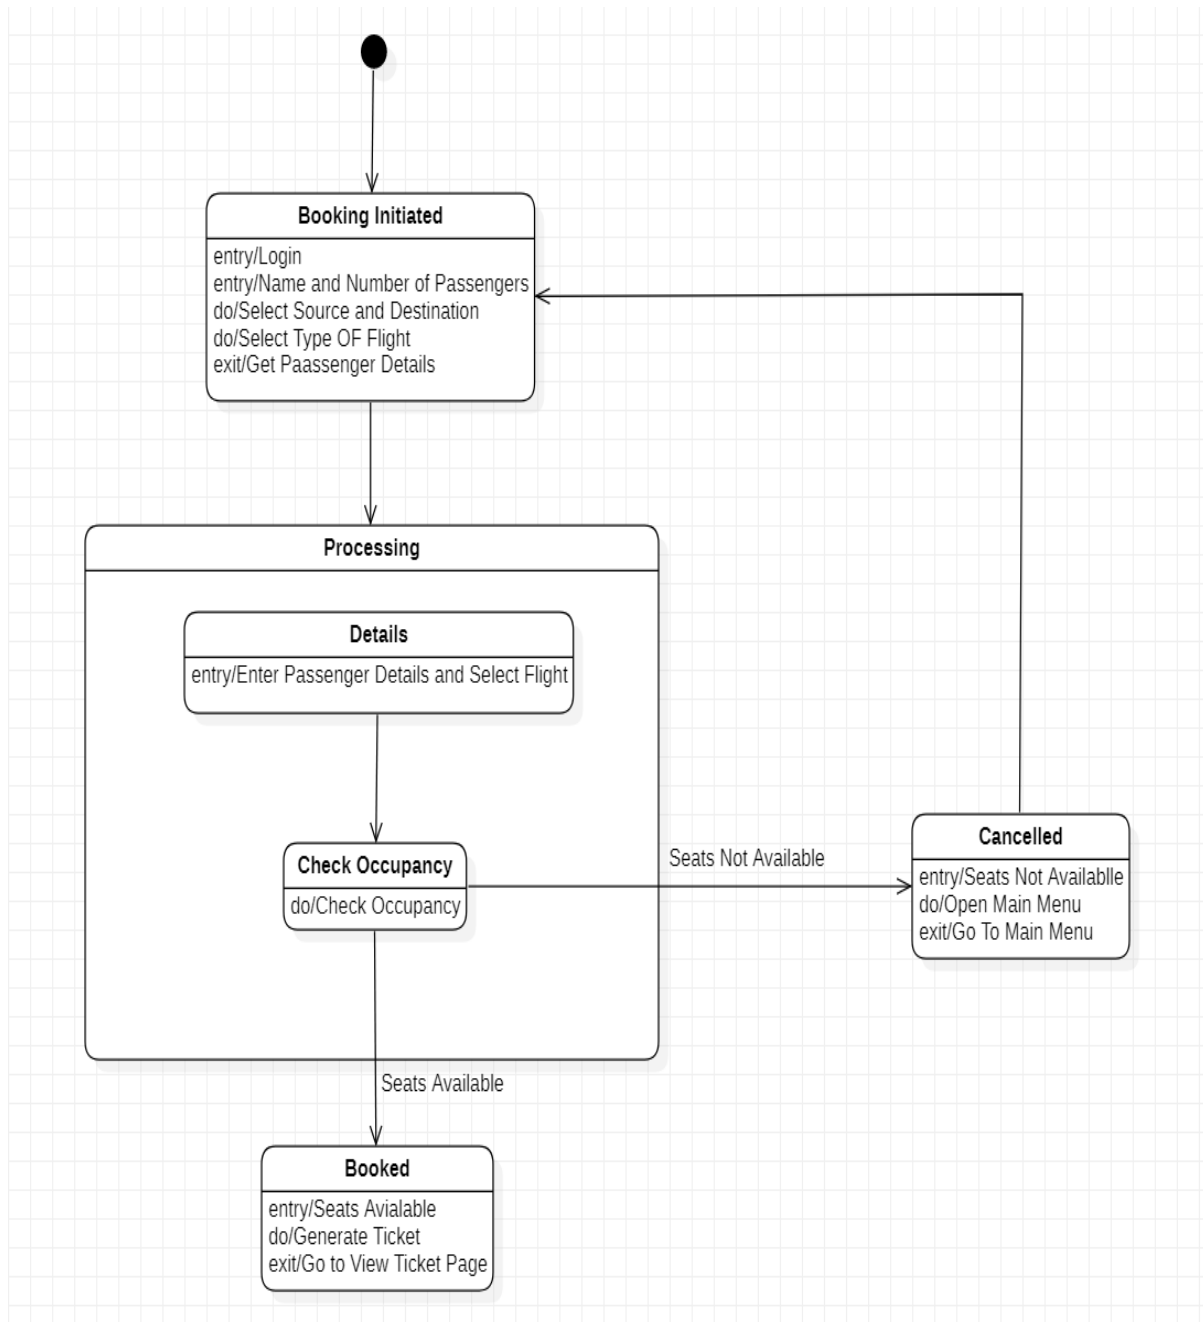 Booking Initiated
entry/Login
entry/Name and Number of Passengers
do/Select Source and Destination
do/Select Type OF Flight
exit/Get Paassenger Details
Processing
Details
entry/Enter Passenger Details and Select Flight
Check Occupancy
do/Check Occupancy
Seats Not Available
Cancelled
entry/Seats Not Availablle
do/Open Main Menu
exit/Go To Main Menu
Seats Available
Booked
entry/Seats Avialable
do/Generate Ticket
exit/Go to View Ticket Page